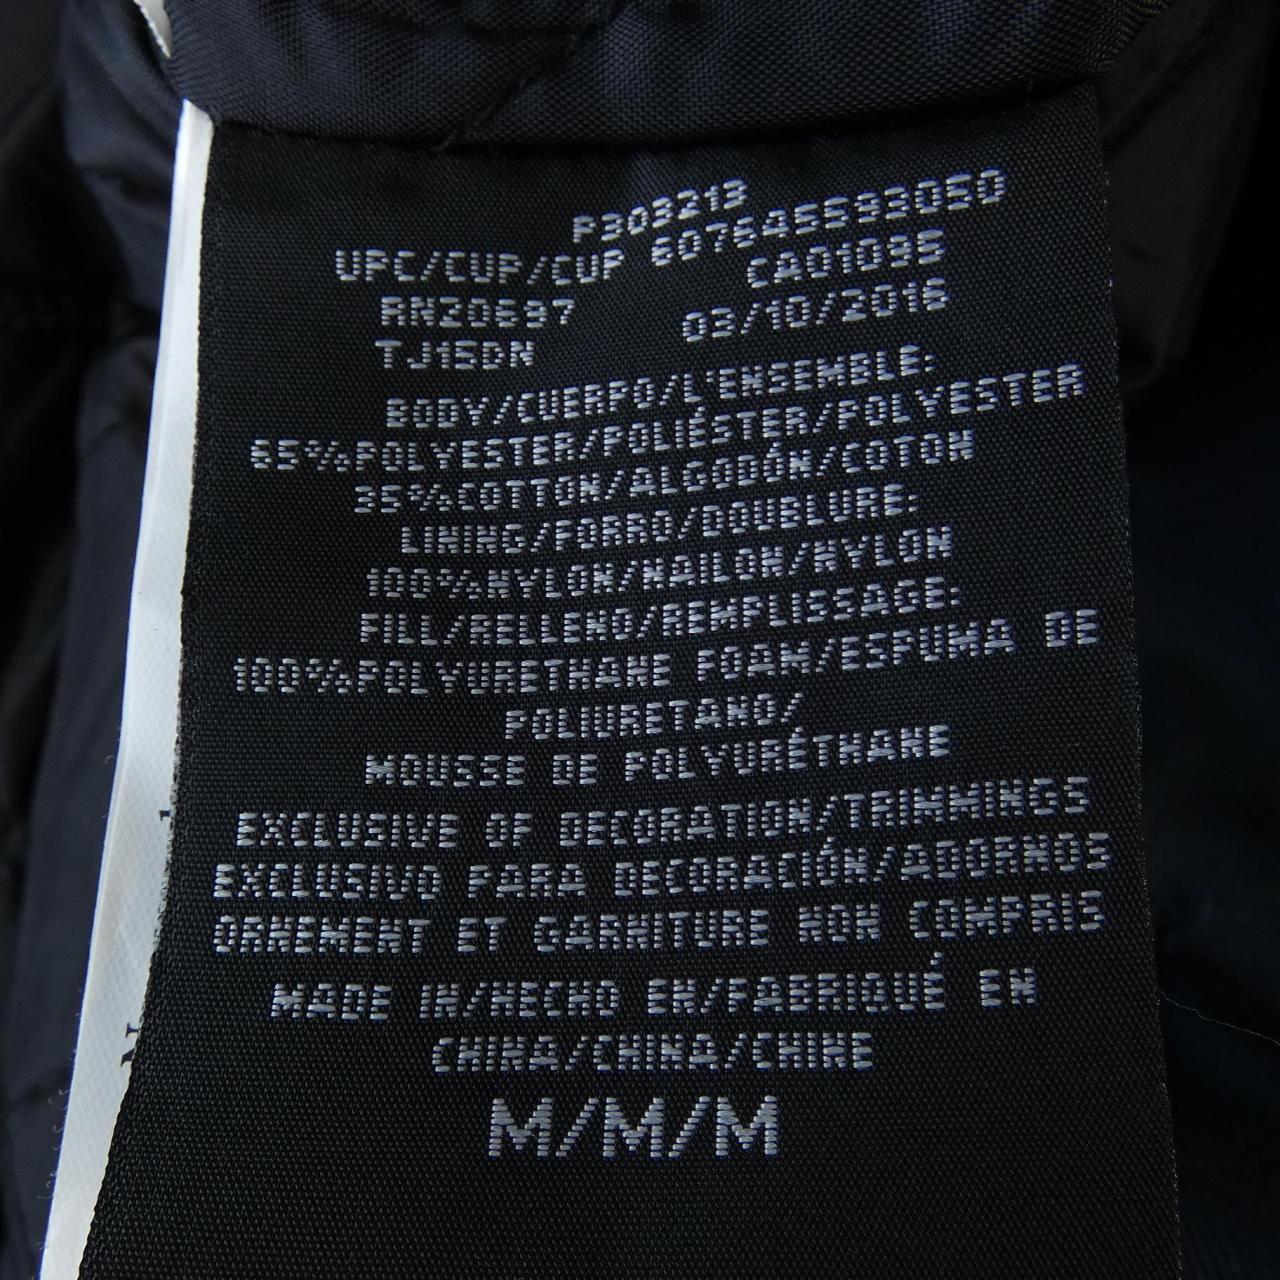 P303213
UPC/CUP/CUP 607645593050
RN20697 CA01095
TJ15DN 03/10/2016
BODY/CUERPO/L'ENSEMBLE:
65%POLYESTER/POLIÉSTER/POLYESTER
35%COTTON/ALGODÓN/COTON
LINING/FORRO/DOUBLURE:
100%NYLON/NAILON/NYLON
FILL/RELLENO/REMPLISSAGE:
100%POLYURETHANE FOAM/ESPUMA DE
POLIURETANO/
MOUSSE DE POLYURÉTHANE
EXCLUSIVE OF DECORATION/TRIMMINGS
EXCLUSIVO PARA DECORACIÓN/ADORNOS
ORNEMENT ET GARNITURE NON COMPRIS
MADE IN/HECHO EN/FABRIQUÉ EN
CHINA/CHINA/CHINE
M/M/M